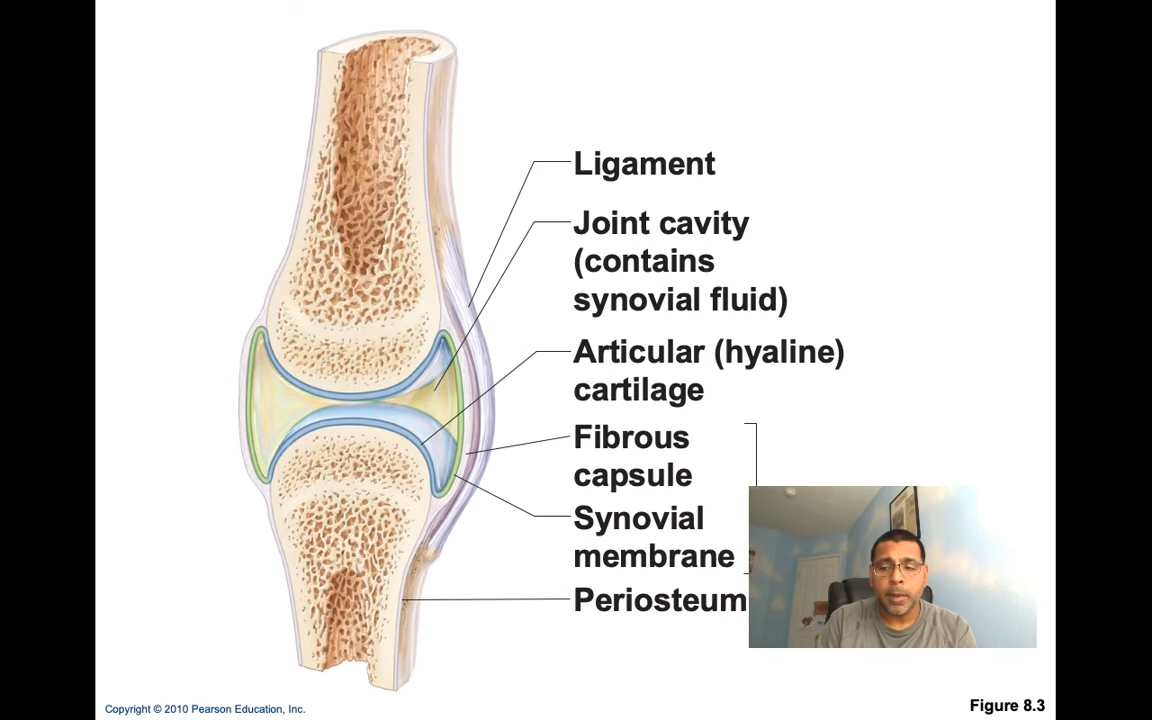 Ligament
Joint cavity
(contains
synovial fluid)
Articular (hyaline)
cartilage
Fibrous
capsule
Synovial
membrane
Periosteum
Copyright © 2010 Pearson Education, Inc.
Figure 8.3